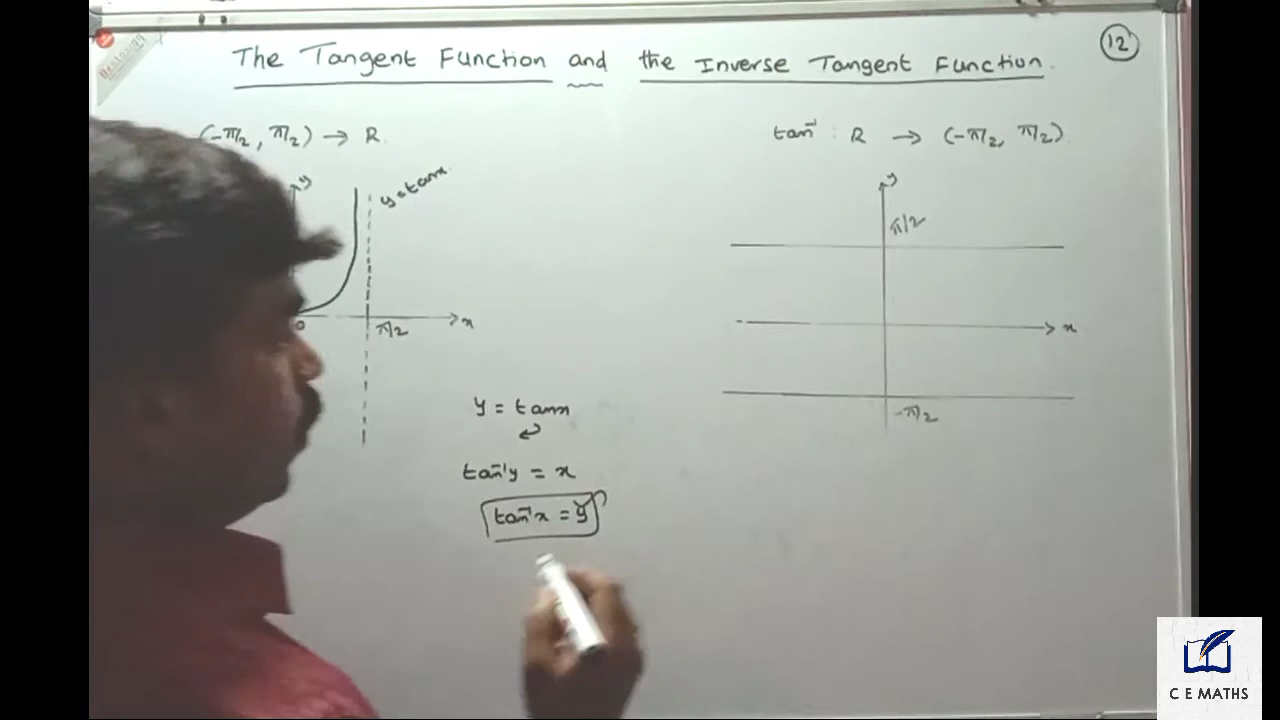 The Tangent Function and the Inverse Tangent Function.
12
(-π/2, π/2) → R.
tan⁻¹ : R → (-π/2, π/2)
y
y = tanx
0
π/2
x
y
π/2
x
-π/2
y = tanx
tan⁻¹y = x
tan⁻¹x = y
C E MATHS